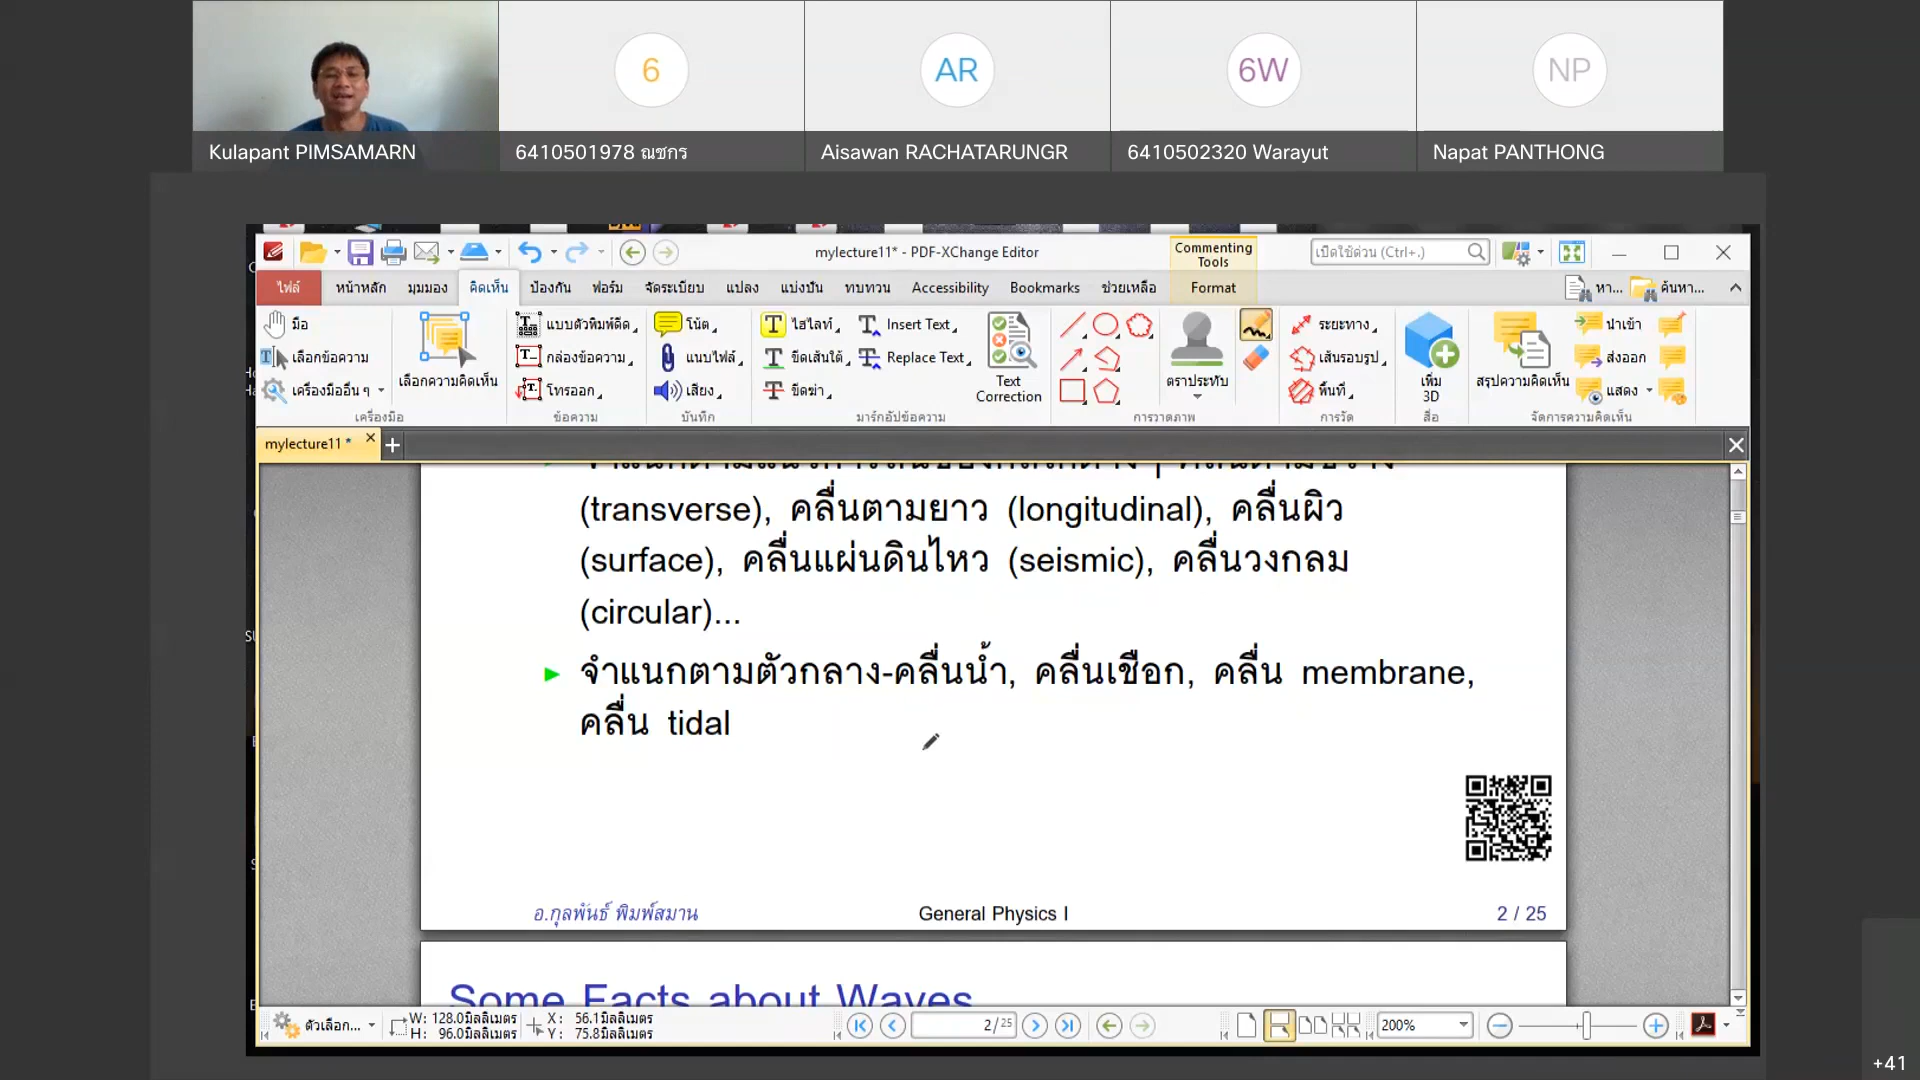 6
AR
6W
NP
Kulapant PIMSAMARN
6410501978 ณชกร
Aisawan RACHATARUNGR
6410502320 Warayut
Napat PANTHONG
mylecture11* - PDF-XChange Editor
Commenting Tools
เปิดใช้ด่วน (Ctrl+.)
ไฟล์ หน้าหลัก มุมมอง คิดเห็น ป้องกัน ฟอร์ม จัดระเบียบ แปลง แบ่งปัน ทบทวน Accessibility Bookmarks ช่วยเหลือ Format หา... ค้นหา...
มือ
เลือกข้อความ
เครื่องมืออื่น ๆ
เครื่องมือ
เลือกความคิดเห็น
แบบตัวพิมพ์ดีด
กล่องข้อความ
โทรออก
ข้อความ
โน้ต
แนบไฟล์
เสียง
บันทึก
ไฮไลท์
ขีดเส้นใต้
ขีดฆ่า
Insert Text
Replace Text
Text Correction
มาร์กอัปข้อความ
การวาดภาพ
ตราประทับ
ระยะทาง
เส้นรอบรูป
พื้นที่
การวัด
เพิ่ม 3D
สื่อ
สรุปความคิดเห็น
นำเข้า
ส่งออก
แสดง
จัดการความคิดเห็น
mylecture11 *
(transverse), คลื่นตามยาว (longitudinal), คลื่นผิว
(surface), คลื่นแผ่นดินไหว (seismic), คลื่นวงกลม
(circular)...
จำแนกตามตัวกลาง-คลื่นน้ำ, คลื่นเชือก, คลื่น membrane,
คลื่น tidal
อ.กุลพันธ์ พิมพ์สมาน General Physics I 2 / 25
Some Facts about Waves
ตัวเลือก...
W: 128.0มิลลิเมตร
H: 96.0มิลลิเมตร
X: 56.1มิลลิเมตร
Y: 75.8มิลลิเมตร
2/25
200%
+41